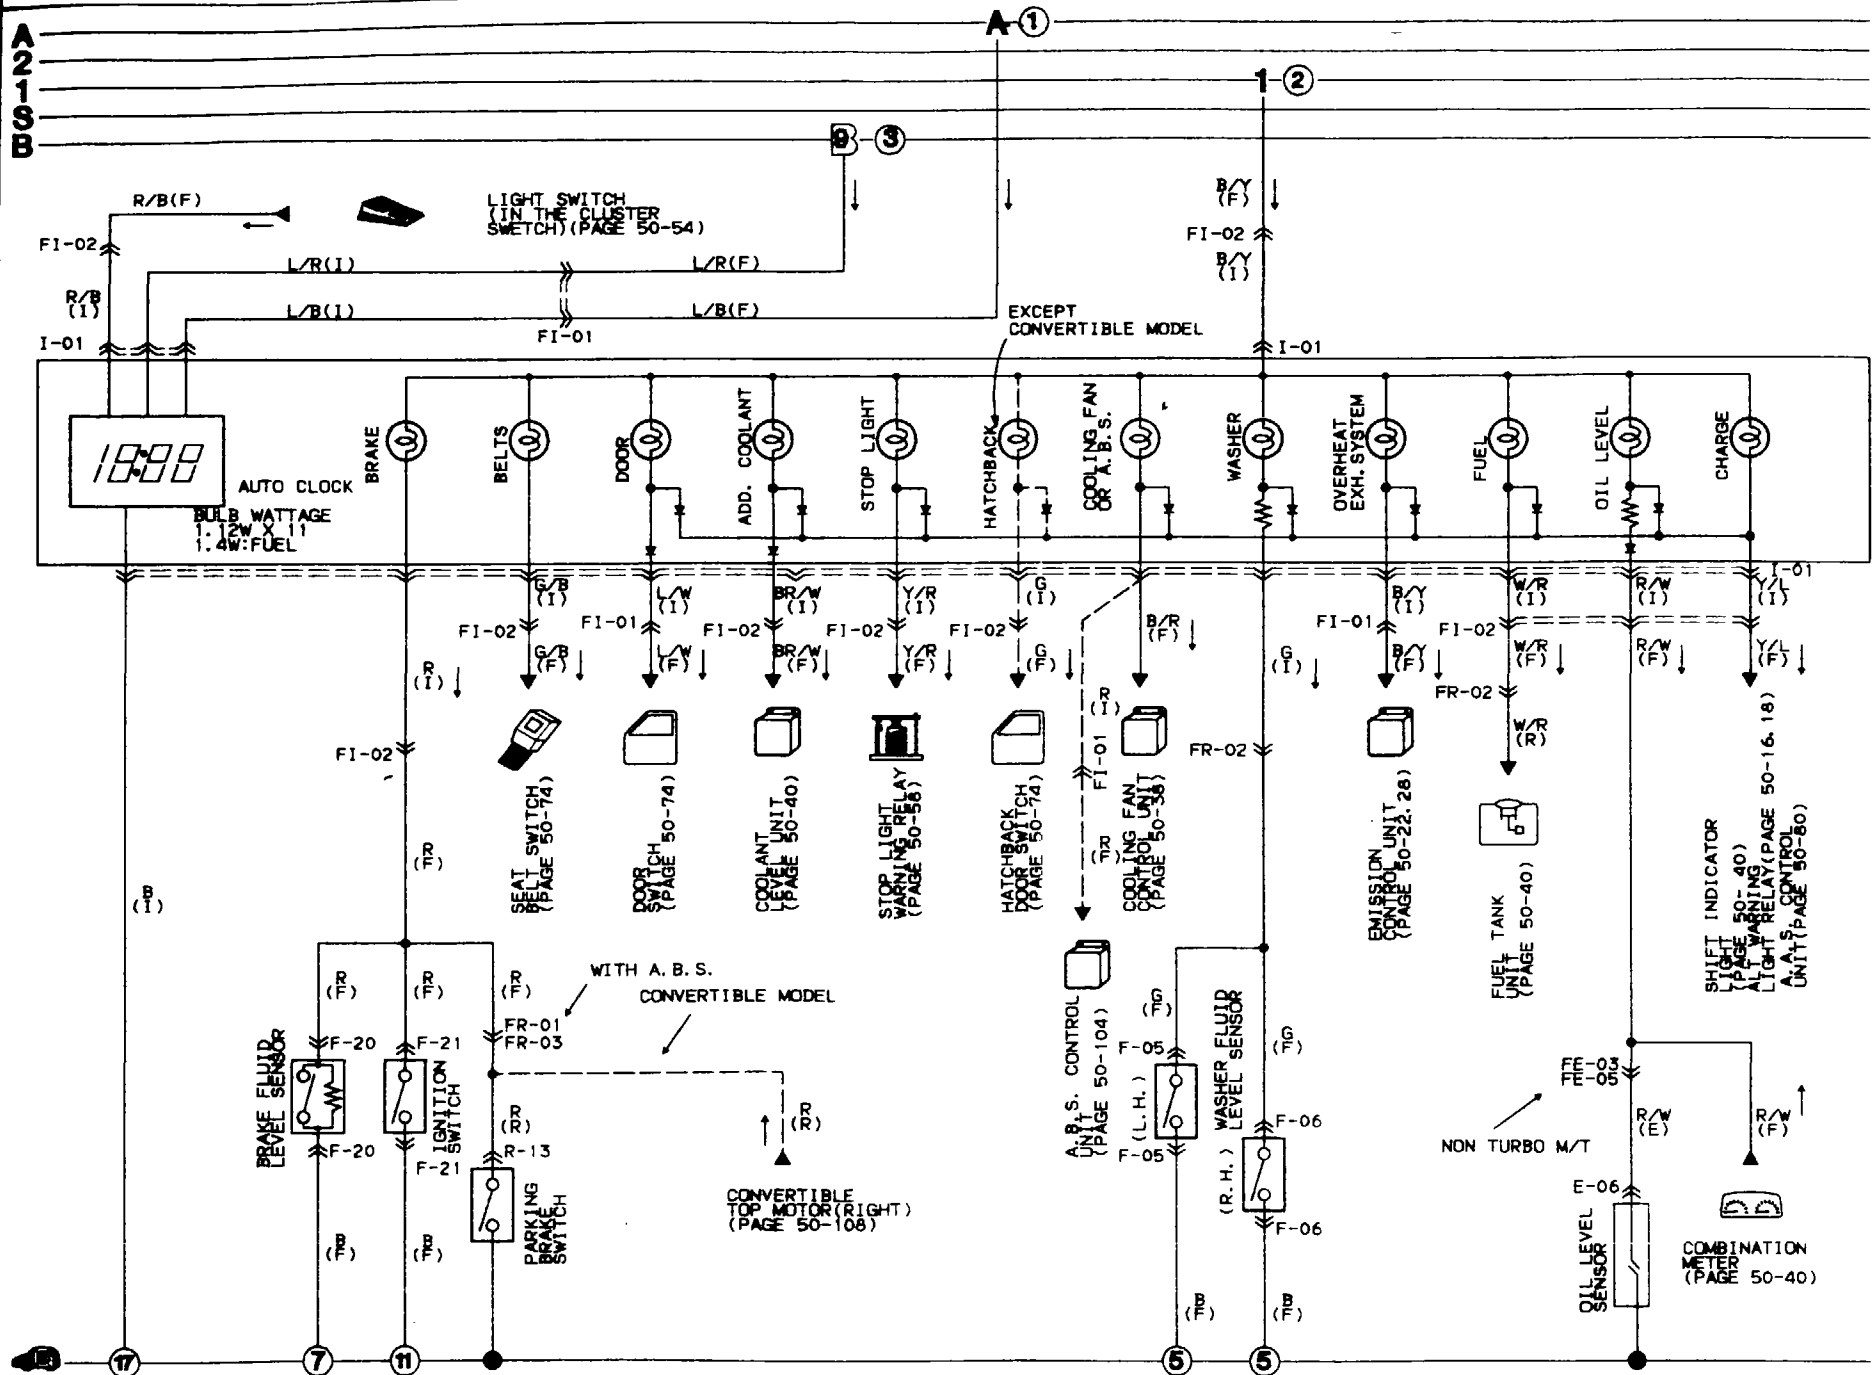 A
2
1
S
B
A 1
1 2
B 3
R/B(F)
LIGHT SWITCH
(IN THE CLUSTER
SWETCH)(PAGE 50-54)
B/Y
(F)
FI-02
FI-02
B/Y
(I)
L/R(I)
L/R(F)
R/B
(I)
L/B(I)
L/B(F)
FI-01
EXCEPT
CONVERTIBLE MODEL
I-01
I-01
18:88
AUTO CLOCK
BULB WATTAGE
1.12W X 11
1.4W:FUEL
BRAKE
BELTS
DOOR
ADD. COOLANT
STOP LIGHT
HATCHBACK
COOLING FAN
OR A.B.S.
WASHER
OVERHEAT
EXH.SYSTEM
FUEL
OIL LEVEL
CHARGE
I-01
G/B
(I)
L/W
(I)
BR/W
(I)
Y/R
(I)
G
(I)
B/R
(F)
B/Y
(I)
W/R
(I)
R/W
(I)
Y/L
(I)
FI-02
FI-01
FI-02
FI-02
FI-02
FI-01
FI-02
R
(I)
G/B
(F)
L/W
(F)
BR/W
(F)
Y/R
(F)
G
(F)
G
(I)
B/Y
(F)
W/R
(F)
R/W
(F)
Y/L
(F)
R
(I)
FR-02
W/R
(R)
FI-02
FI-01
FR-02
R
(F)
R
(F)
SEAT
BELT SWITCH
(PAGE 50-74)
DOOR
SWITCH
(PAGE 50-74)
COOLANT
LEVEL UNIT
(PAGE 50-40)
STOP LIGHT
WARNING RELAY
(PAGE 50-58)
HATCHBACK
DOOR SWITCH
(PAGE 50-74)
COOLING FAN
CONTROL UNIT
(PAGE 50-38)
EMISSION
CONTROL UNIT
(PAGE 50-22.28)
FUEL TANK
UNIT
(PAGE 50-40)
SHIFT INDICATOR
LIGHT
(PAGE 50-40)
ALT WARNING
LIGHT RELAY(PAGE 50-16.18)
A.A.S. CONTROL
UNIT(PAGE 50-80)
B
(I)
R
(F)
R
(F)
R
(F)
WITH A.B.S.
CONVERTIBLE MODEL
FR-01
FR-03
F-20
F-21
BRAKE FLUID
LEVEL SENSOR
IGNITION
SWITCH
F-20
F-21
R
(R)
R-13
PARKING
BRAKE
SWITCH
R
(R)
CONVERTIBLE
TOP MOTOR(RIGHT)
(PAGE 50-108)
A.B.S. CONTROL
UNIT
(PAGE 50-104)
G
(F)
F-05
(L.H.)
F-05
WASHER FLUID
LEVEL SENSOR
(R.H.)
G
(F)
F-06
F-06
FE-03
FE-05
R/W
(E)
R/W
(F)
NON TURBO M/T
E-06
OIL LEVEL
SENSOR
COMBINATION
METER
(PAGE 50-40)
B
(F)
B
(F)
B
(F)
B
(F)
17
7
11
5
5